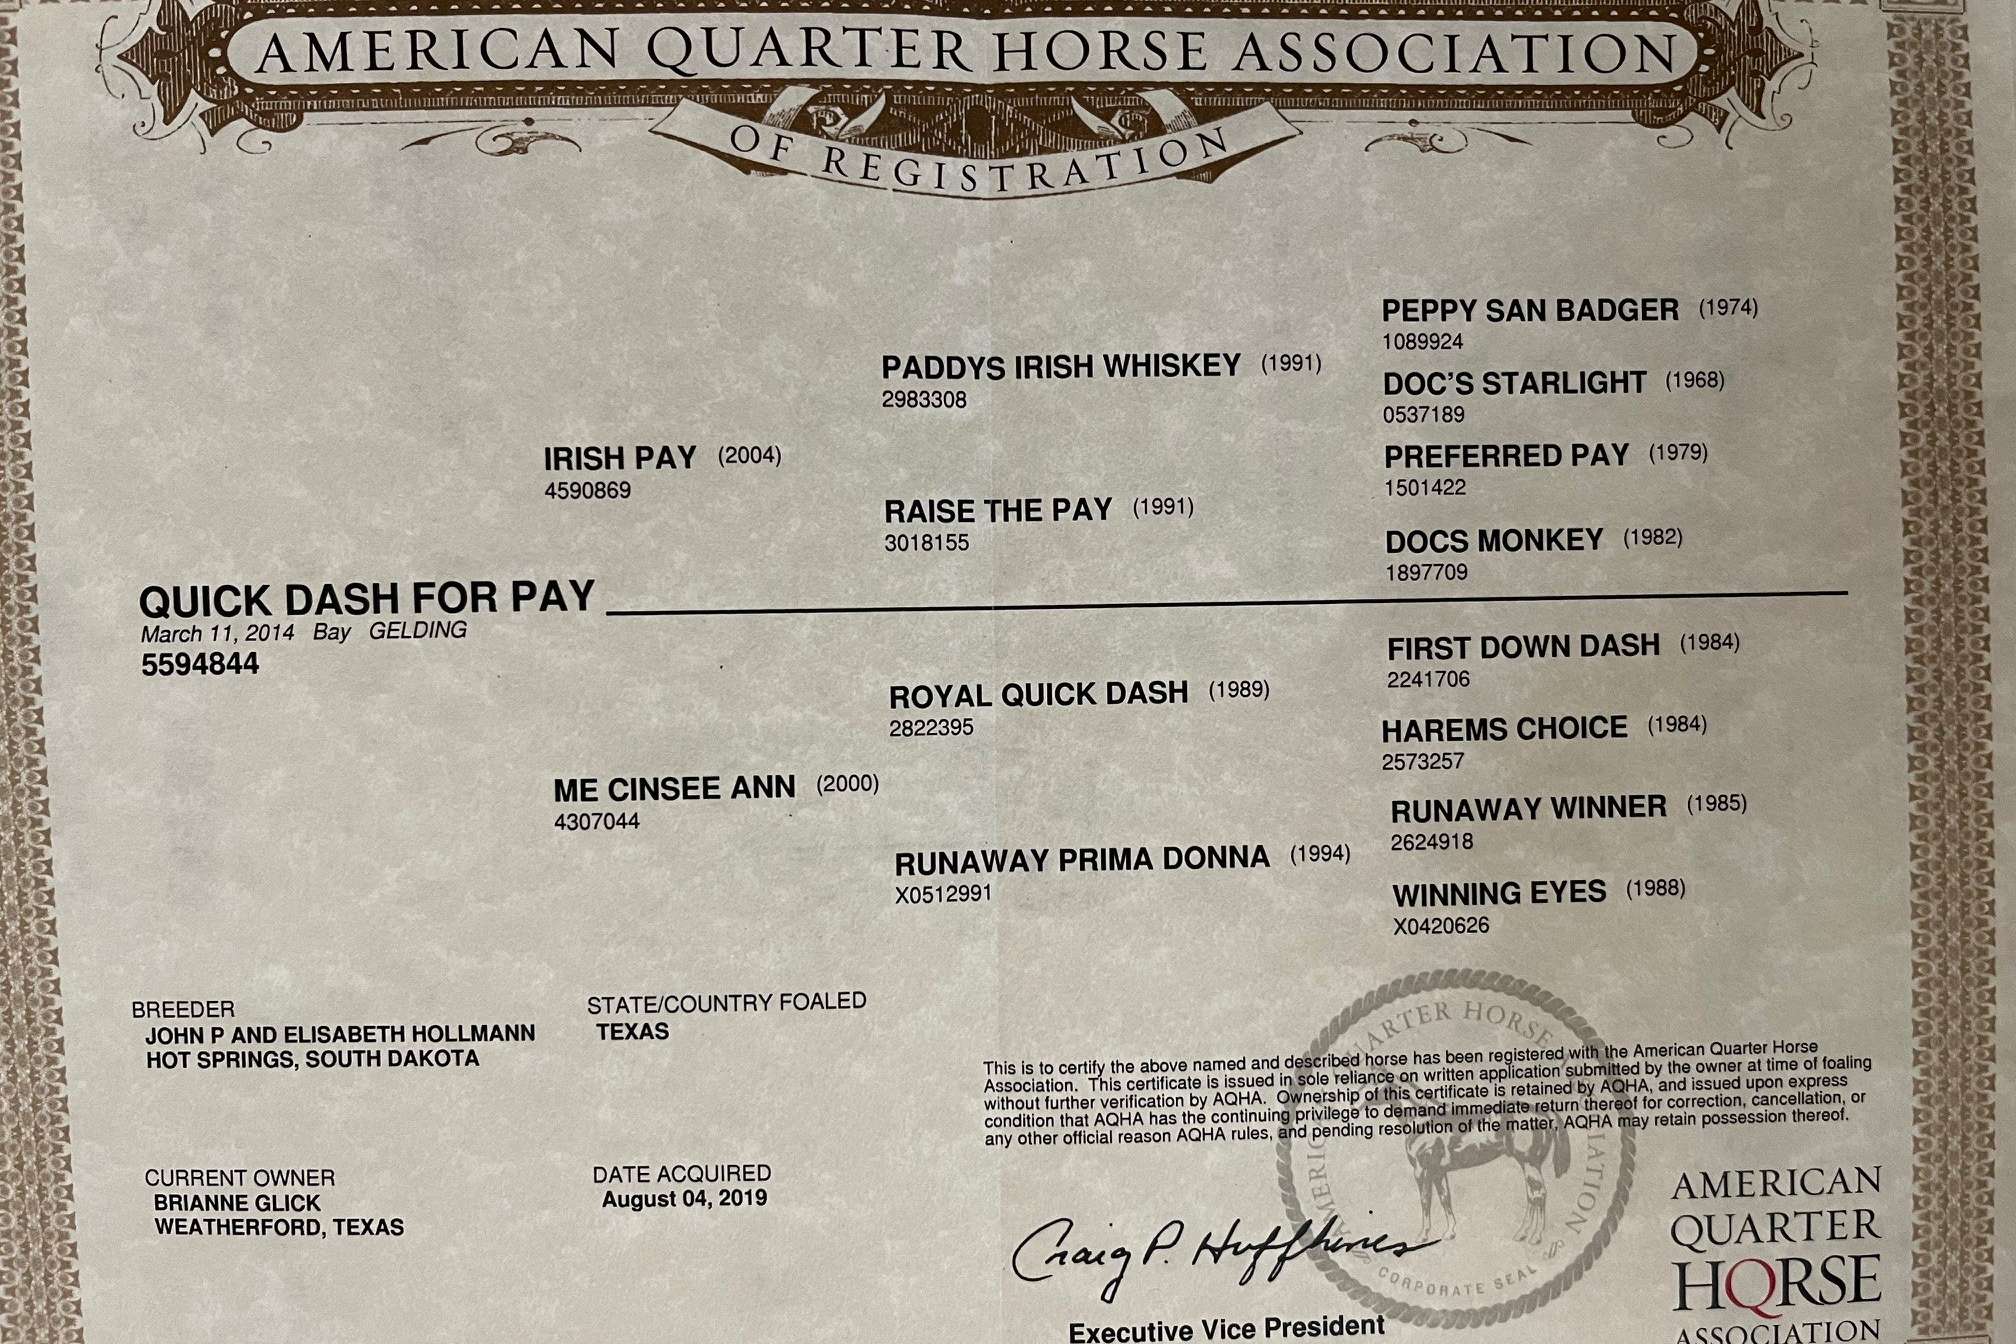 AMERICAN QUARTER HORSE ASSOCIATION
OF REGISTRATION
PEPPY SAN BADGER (1974)
1089924
PADDYS IRISH WHISKEY (1991)
2983308
DOC'S STARLIGHT (1968)
0537189
IRISH PAY (2004)
4590869
PREFERRED PAY (1979)
1501422
RAISE THE PAY (1991)
3018155
DOCS MONKEY (1982)
1897709
QUICK DASH FOR PAY
March 11, 2014 Bay GELDING
5594844
FIRST DOWN DASH (1984)
2241706
ROYAL QUICK DASH (1989)
2822395
HAREMS CHOICE (1984)
2573257
ME CINSEE ANN (2000)
4307044
RUNAWAY WINNER (1985)
2624918
RUNAWAY PRIMA DONNA (1994)
X0512991
WINNING EYES (1988)
X0420626
BREEDER
JOHN P AND ELISABETH HOLLMANN
HOT SPRINGS, SOUTH DAKOTA
STATE/COUNTRY FOALED
TEXAS
This is to certify the above named and described horse has been registered with the American Quarter Horse
Association. This certificate is issued in sole reliance on written application submitted by the owner at time of foaling
without further verification by AQHA. Ownership of this certificate is retained by AQHA, and issued upon express
condition that AQHA has the continuing privilege to demand immediate return thereof for correction, cancellation, or
any other official reason AQHA rules, and pending resolution of the matter, AQHA may retain possession thereof.
CURRENT OWNER
BRIANNE GLICK
WEATHERFORD, TEXAS
DATE ACQUIRED
August 04, 2019
Craig P. Huffhines
Executive Vice President
AMERICAN QUARTER HORSE ASSOCIATION
CORPORATE SEAL
AMERICAN
QUARTER
HORSE
ASSOCIATION